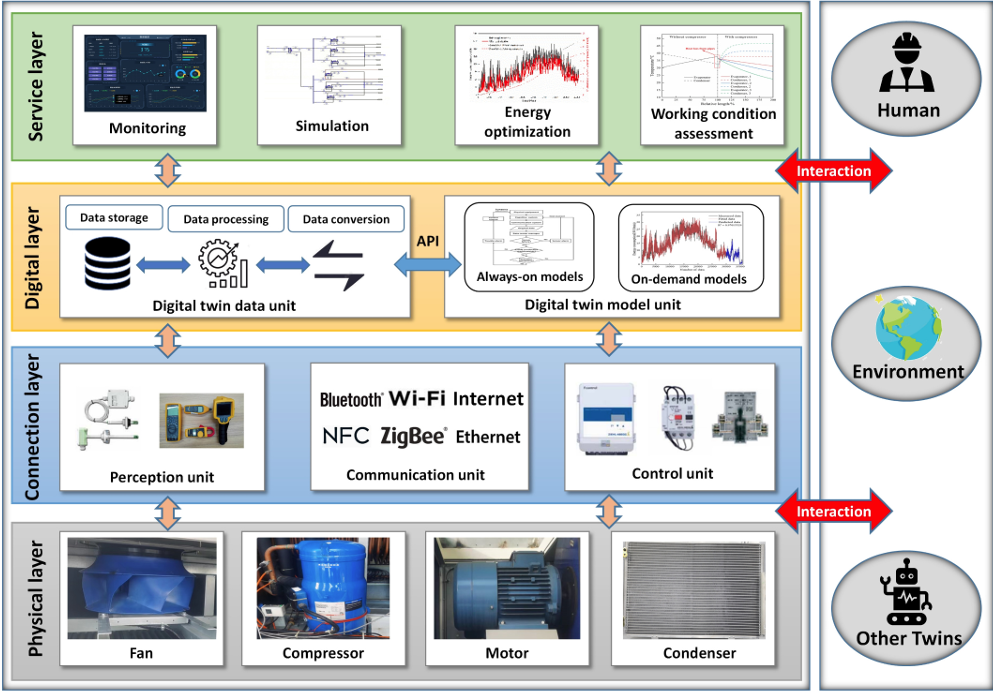 Service layer
Monitoring
Simulation
Energy
optimization
Working condition
assessment
Human
Interaction
Digital layer
Data storage
Data processing
Data conversion
Digital twin data unit
API
Always-on models
On-demand models
Digital twin model unit
Environment
Connection layer
Perception unit
Bluetooth® Wi-Fi Internet
NFC ZigBee® Ethernet
Communication unit
Control unit
Interaction
Physical layer
Fan
Compressor
Motor
Condenser
Other Twins